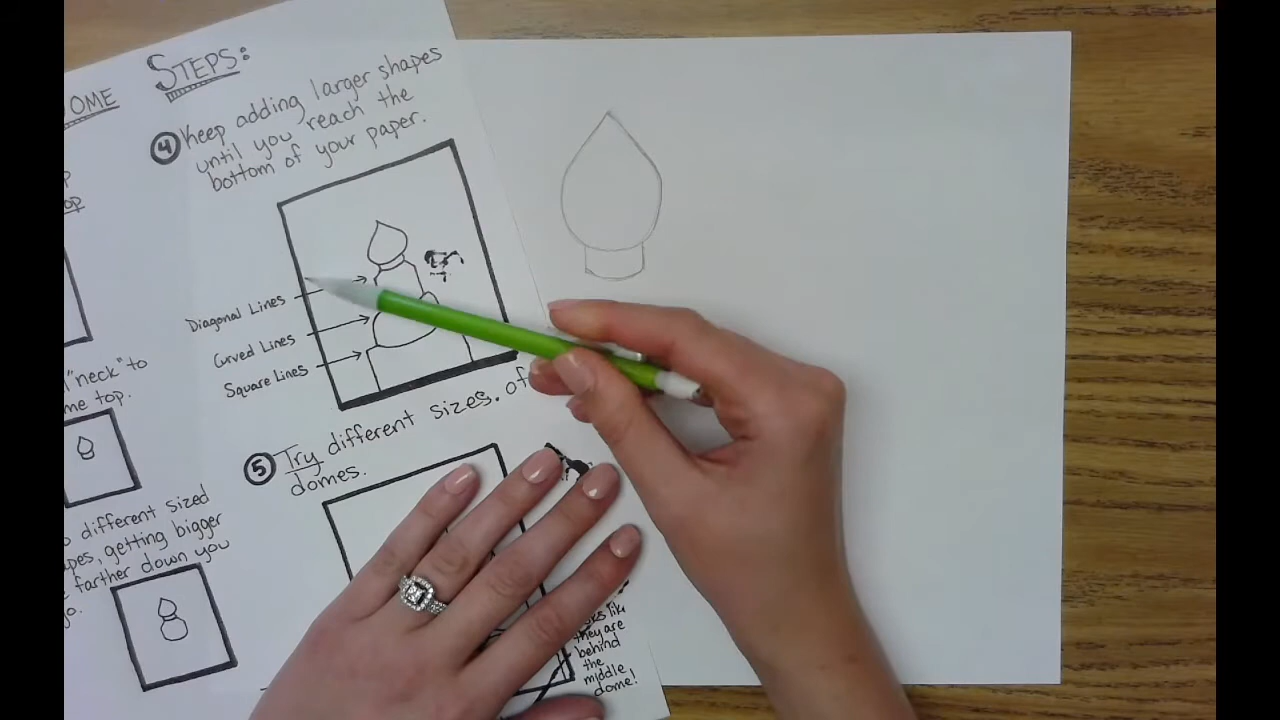 OME
STEPS:
④ Keep adding larger shapes
until you reach the
bottom of your paper.
Diagonal Lines
Curved Lines
Square Lines
"neck" to
me top.
different sized
apes, getting bigger
farther down you
go.
⑤ Try different sizes of
domes.
like
they are
behind
the
middle
dome!